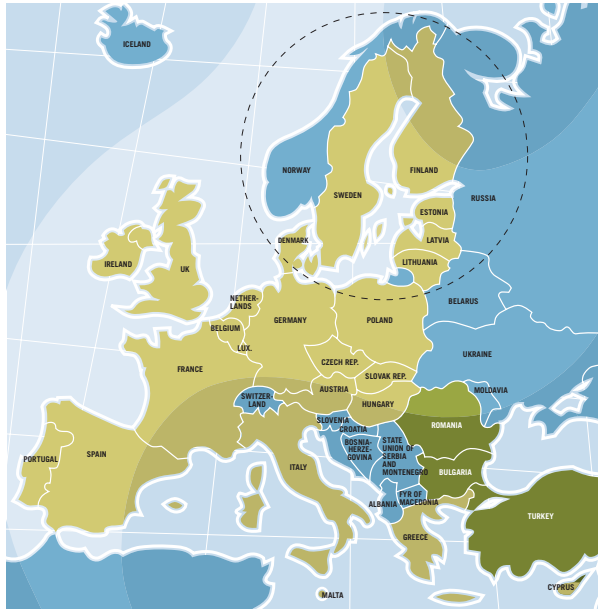 ICELAND
NORWAY
SWEDEN
FINLAND
RUSSIA
ESTONIA
LATVIA
LITHUANIA
DENMARK
IRELAND
UK
NETHER-
LANDS
BELGIUM
LUX.
GERMANY
POLAND
BELARUS
UKRAINE
FRANCE
CZECH REP.
SLOVAK REP.
AUSTRIA
HUNGARY
MOLDAVIA
SWITZER-
LAND
SLOVENIA
CROATIA
BOSNIA-
HERZE-
GOVINA
STATE
UNION OF
SERBIA
AND
MONTENEGRO
ROMANIA
BULGARIA
PORTUGAL
SPAIN
ITALY
ALBANIA
FYR OF
MACEDONIA
GREECE
TURKEY
MALTA
CYPRUS